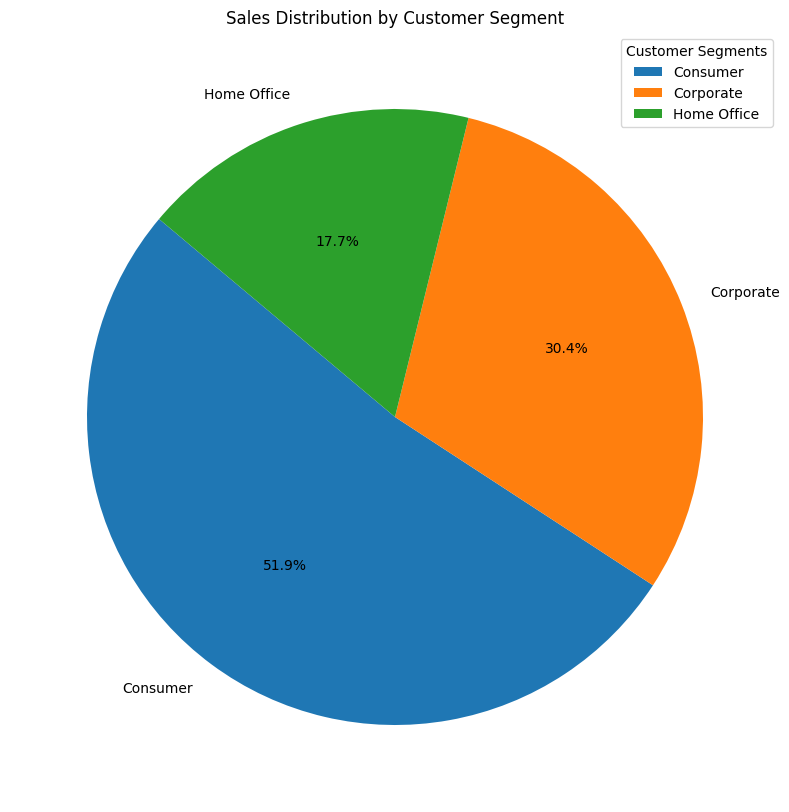 Sales Distribution by Customer Segment
Customer Segments
Consumer
Corporate
Home Office
Home Office
17.7%
Corporate
30.4%
51.9%
Consumer